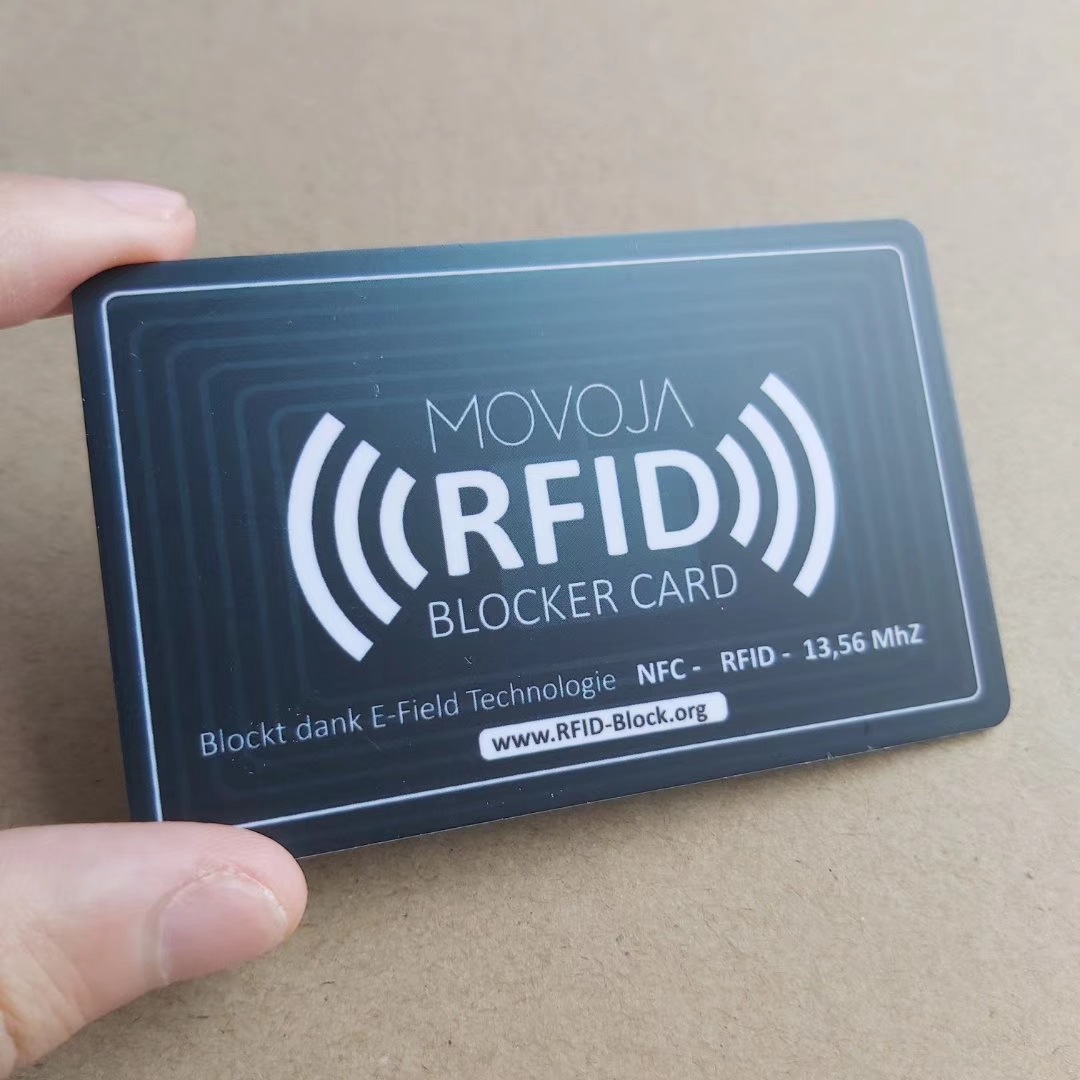 MOVOJA
RFID
BLOCKER CARD
Blockt dank E-Field Technologie NFC - RFID - 13,56 MhZ
www.RFID-Block.org